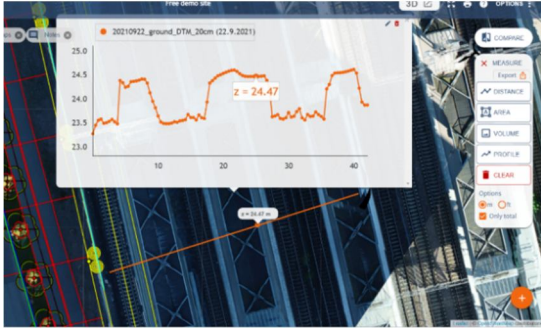 Free demo site
3D
OPTIONS
Notes
20210922_ground_DTM_20cm (22.9.2021)
25.0
24.5
24.0
23.5
23.0
z = 24.47
10
20
30
40
z = 24.47 m
COMPARE
MEASURE
Export
DISTANCE
AREA
VOLUME
PROFILE
CLEAR
Options
m
ft
Only total